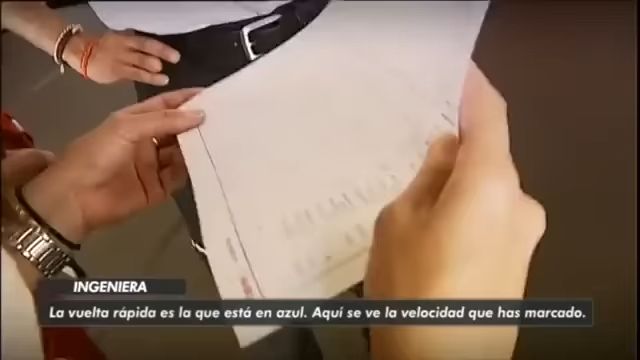 INGENIERA
La vuelta rápida es la que está en azul. Aquí se ve la velocidad que has marcado.